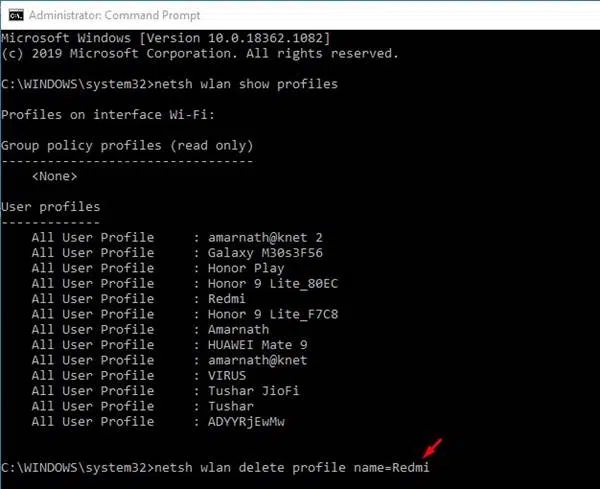 Administrator: Command Prompt
Microsoft Windows [Version 10.0.18362.1082]
(c) 2019 Microsoft Corporation. All rights reserved.
C:\WINDOWS\system32>netsh wlan show profiles
Profiles on interface Wi-Fi:
Group policy profiles (read only)
---------------------------------
    <None>
User profiles
-------------
    All User Profile     : amarnath@knet 2
    All User Profile     : Galaxy M30s3F56
    All User Profile     : Honor Play
    All User Profile     : Honor 9 Lite_80EC
    All User Profile     : Redmi
    All User Profile     : Honor 9 Lite_F7C8
    All User Profile     : Amarnath
    All User Profile     : HUAWEI Mate 9
    All User Profile     : amarnath@knet
    All User Profile     : VIRUS
    All User Profile     : Tushar JioFi
    All User Profile     : Tushar
    All User Profile     : ADYYRjEwMw
C:\WINDOWS\system32>netsh wlan delete profile name=Redmi